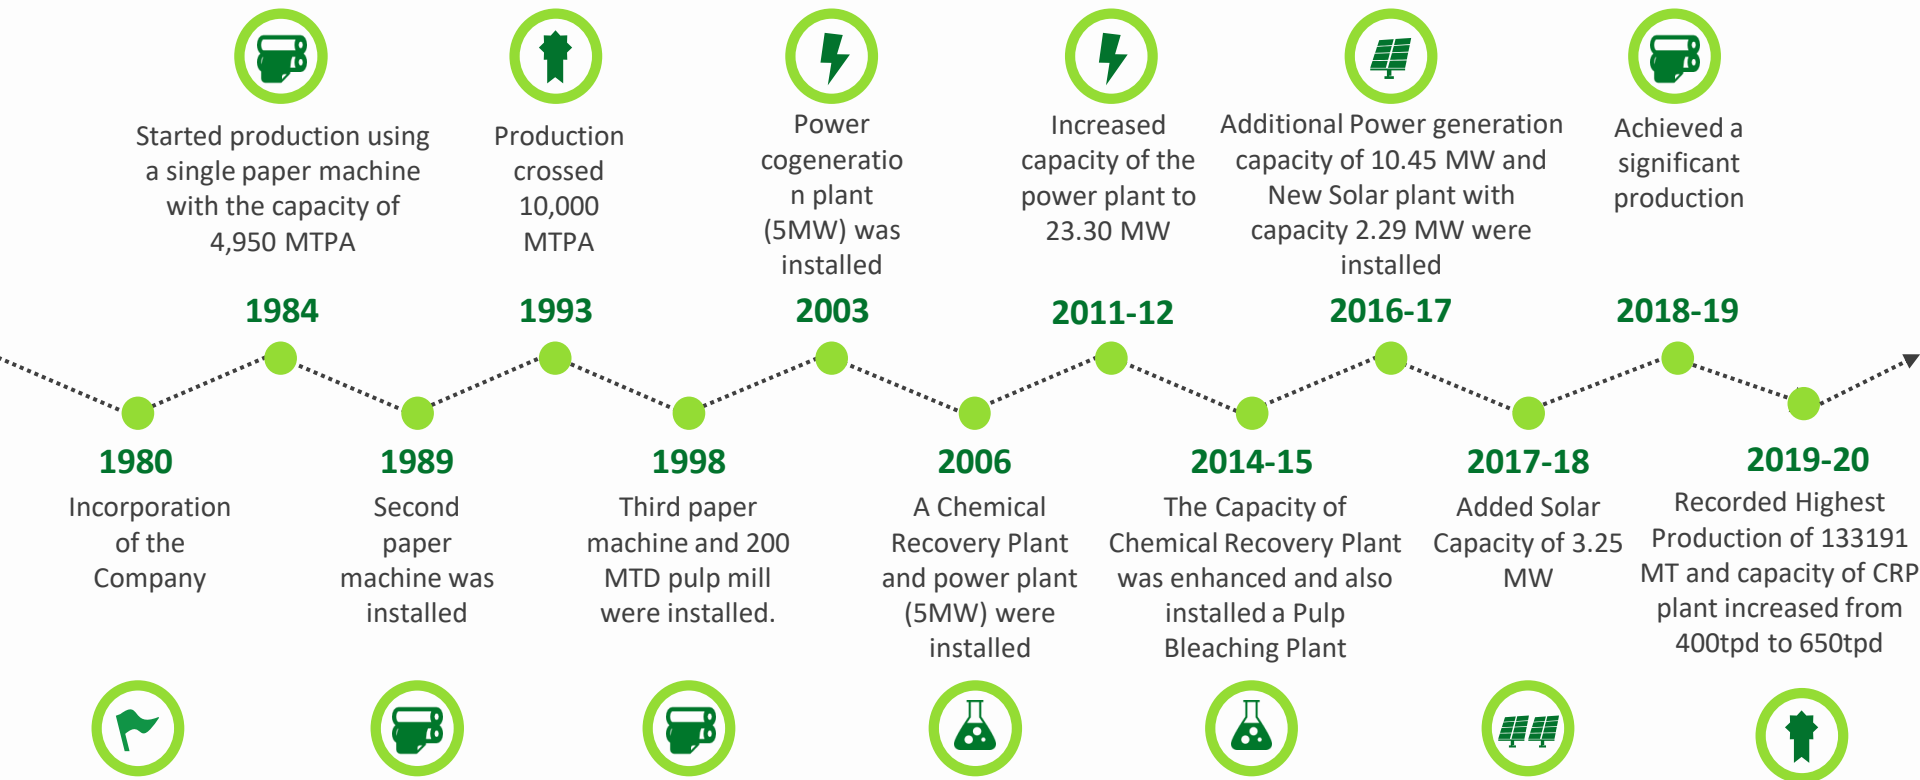 Started production using
a single paper machine
with the capacity of
4,950 MTPA
1984
Production
crossed
10,000
MTPA
1993
Power
cogeneratio
n plant
(5MW) was
installed
2003
Increased
capacity of the
power plant to
23.30 MW
2011-12
Additional Power generation
capacity of 10.45 MW and
New Solar plant with
capacity 2.29 MW were
installed
2016-17
Achieved a
significant
production
2018-19
1980
Incorporation
of the
Company
1989
Second
paper
machine was
installed
1998
Third paper
machine and 200
MTD pulp mill
were installed.
2006
A Chemical
Recovery Plant
and power plant
(5MW) were
installed
2014-15
The Capacity of
Chemical Recovery Plant
was enhanced and also
installed a Pulp
Bleaching Plant
2017-18
Added Solar
Capacity of 3.25
MW
2019-20
Recorded Highest
Production of 133191
MT and capacity of CRP
plant increased from
400tpd to 650tpd